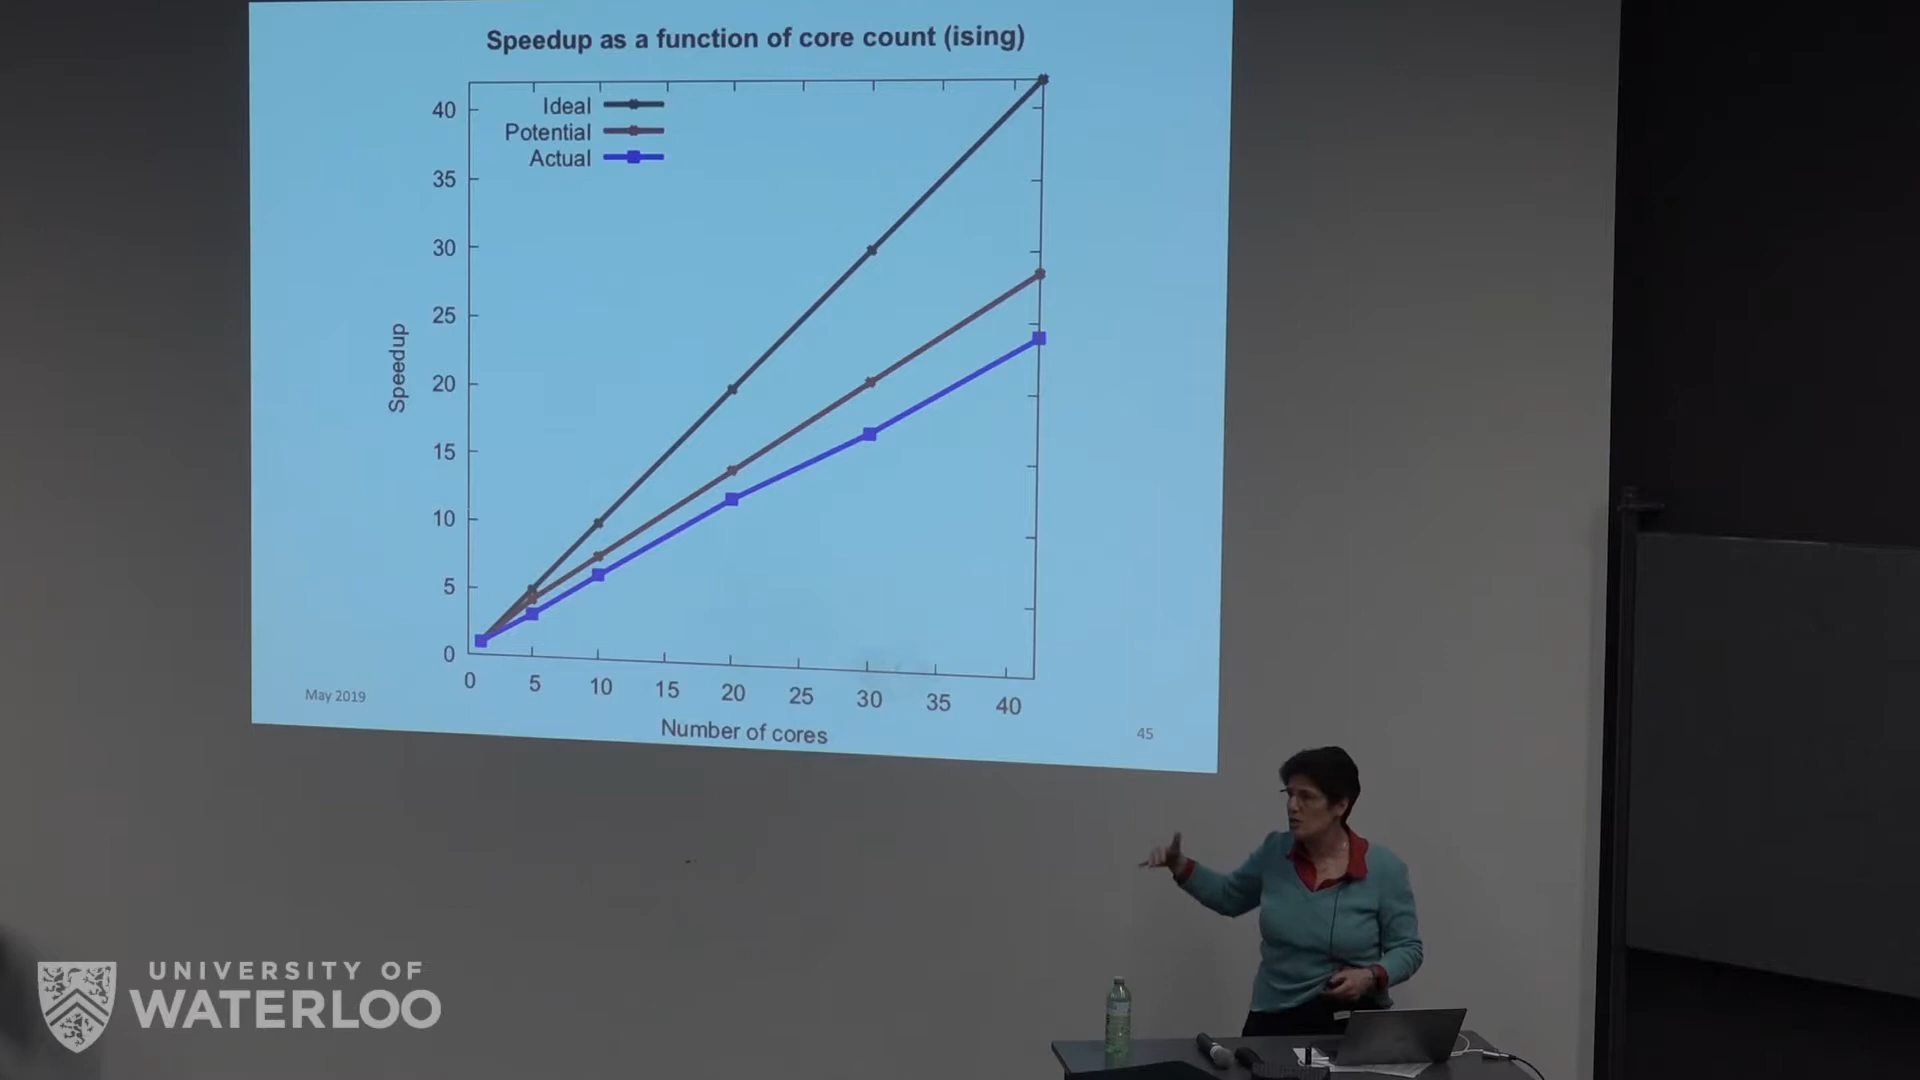 Speedup as a function of core count (ising)
Ideal
Potential
Actual
40
35
30
25
20
15
10
5
0
Speedup
0 5 10 15 20 25 30 35 40
Number of cores
May 2019
45
UNIVERSITY OF
WATERLOO